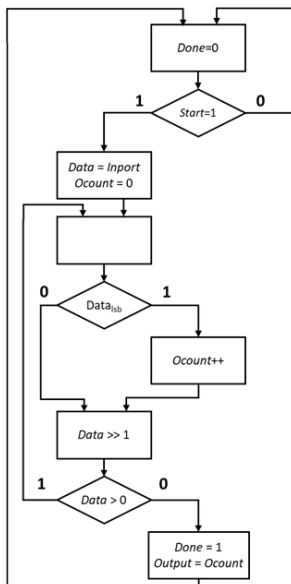 Done=0
Start=1
1
0
Data = Inport
Ocount = 0
0
Datalsb
1
Ocount++
Data >> 1
1
Data > 0
0
Done = 1
Output = Ocount